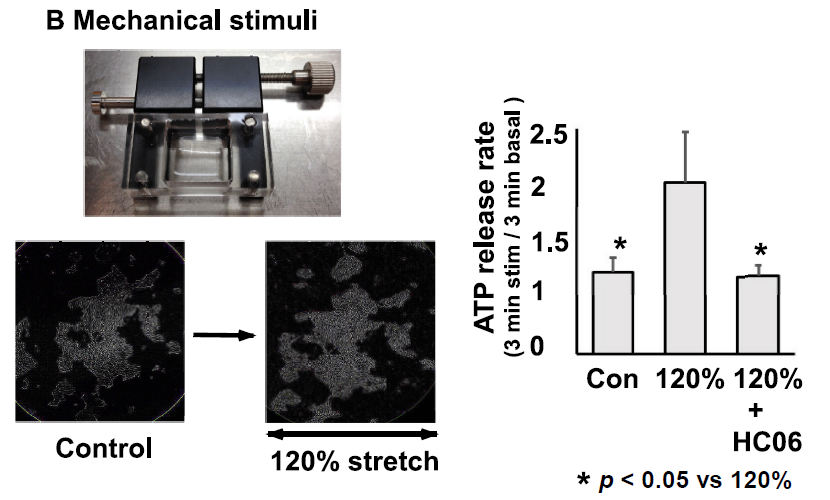 B Mechanical stimuli
Control
120% stretch
ATP release rate
(3 min stim / 3 min basal )
2.5
2
1.5
1
0
*
*
Con 120% 120%
+
HC06
* p < 0.05 vs 120%